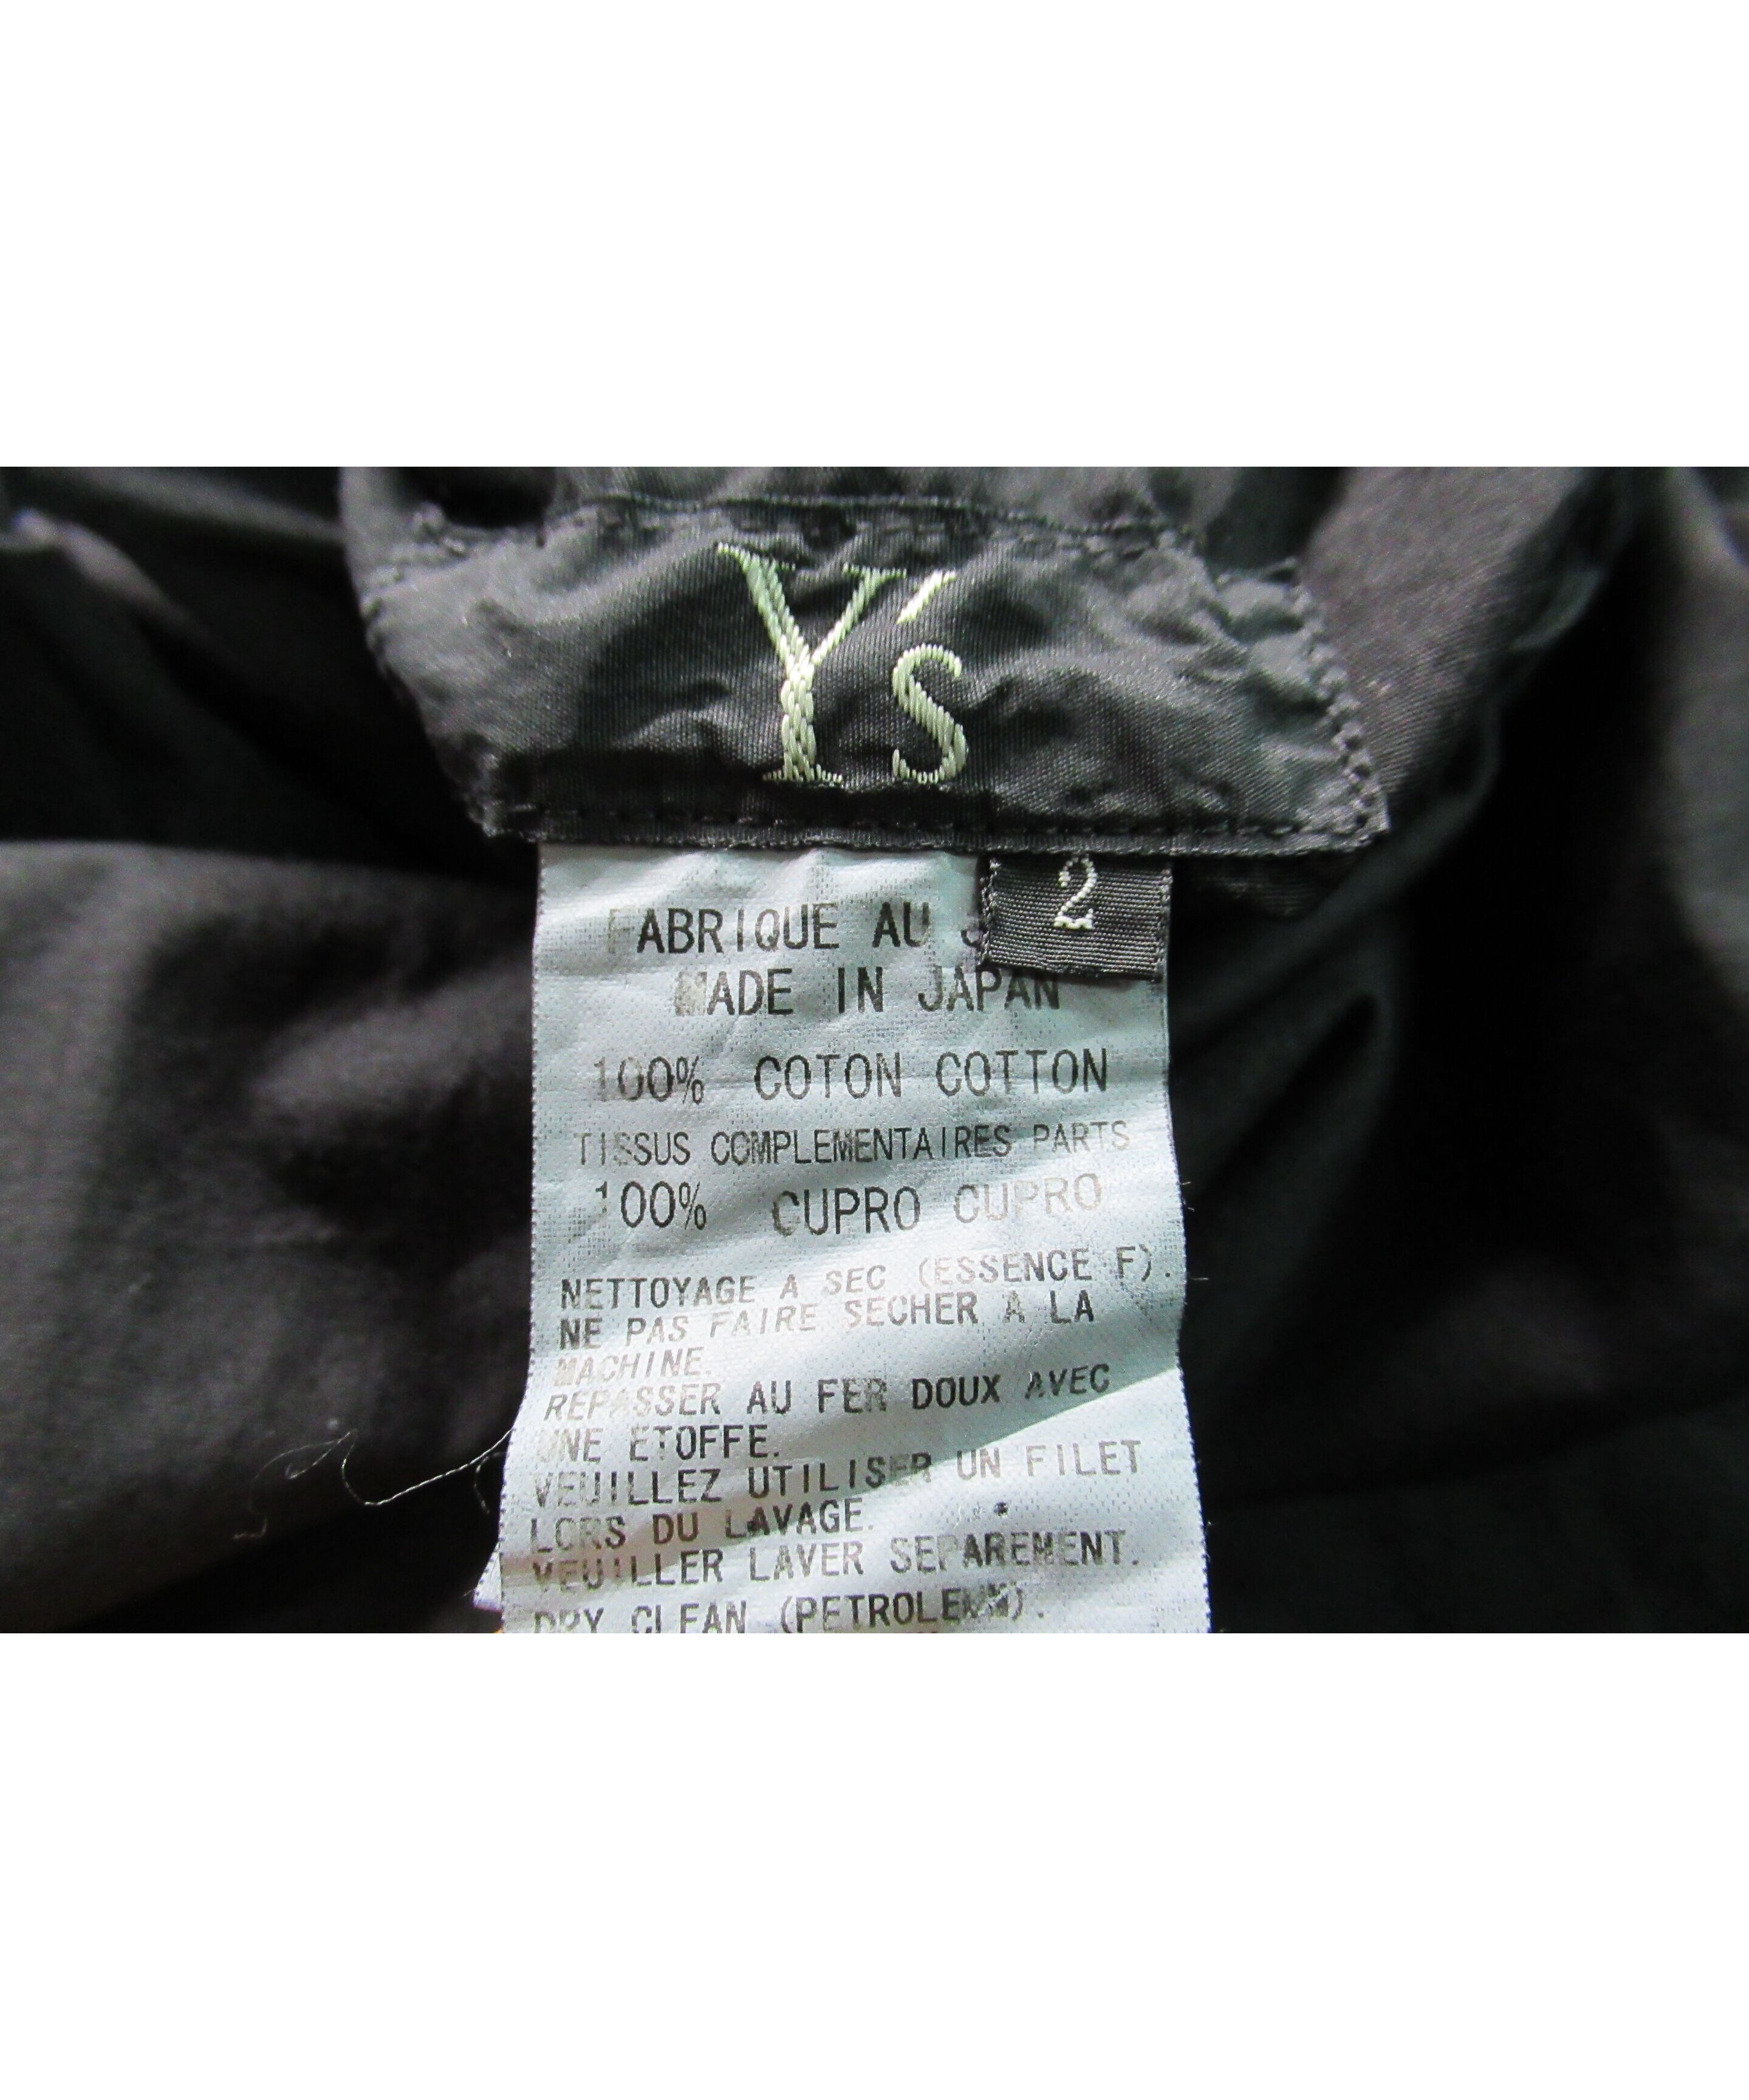 Y's
2
FABRIQUE AU
MADE IN JAPAN
100% COTON COTTON
TISSUS COMPLEMENTAIRES PARTS
100% CUPRO CUPRO
NETTOYAGE A SEC (ESSENCE F).
NE PAS FAIRE SECHER A LA
MACHINE.
REPASSER AU FER DOUX AVEC
UNE ETOFFE.
VEUILLEZ UTILISER UN FILET
LORS DU LAVAGE.
VEUILLER LAVER SEPAREMENT.
DRY CLEAN (PETROLEUM).